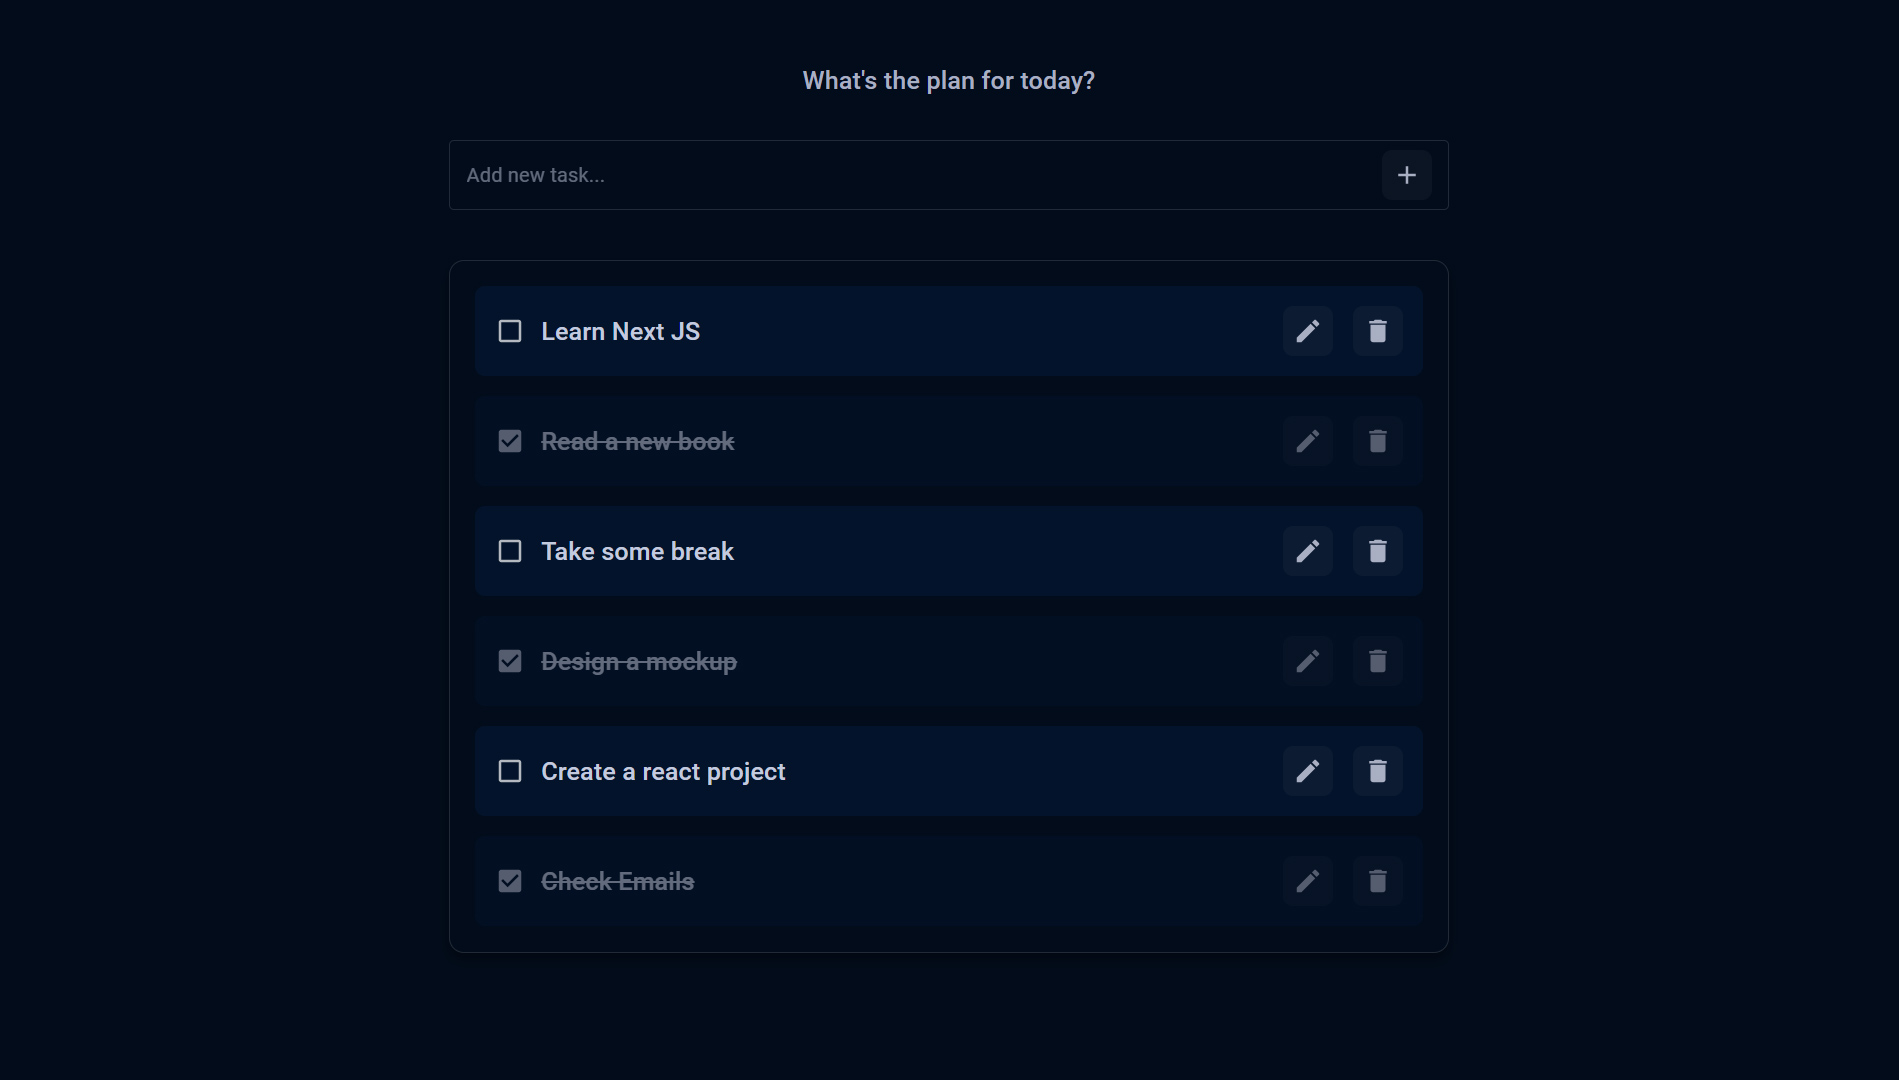 What's the plan for today?
Add new task...
Learn Next JS
Read a new book
Take some break
Design a mockup
Create a react project
Check Emails